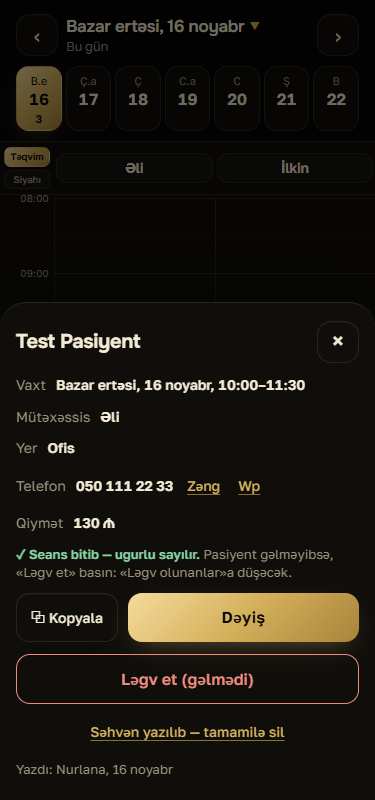 ‹
Bazar ertəsi, 16 noyabr ▼
Bu gün
›
B.e
16
3
Ç.a
17
Ç
18
C.a
19
C
20
Ş
21
B
22
Təqvim
Siyahı
Əli
İlkin
08:00
09:00
Test Pasiyent
×
Vaxt Bazar ertəsi, 16 noyabr, 10:00–11:30
Mütəxəssis Əli
Yer Ofis
Telefon 050 111 22 33 Zəng Wp
Qiymət 130 ₼
✓ Seans bitib — uğurlu sayılır. Pasiyent gəlməyibsə,
«Ləğv et» basın: «Ləğv olunanlar»a düşəcək.
Kopyala
Dəyiş
Ləğv et (gəlmədi)
Səhvən yazılıb — tamamilə sil
Yazdı: Nurlana, 16 noyabr